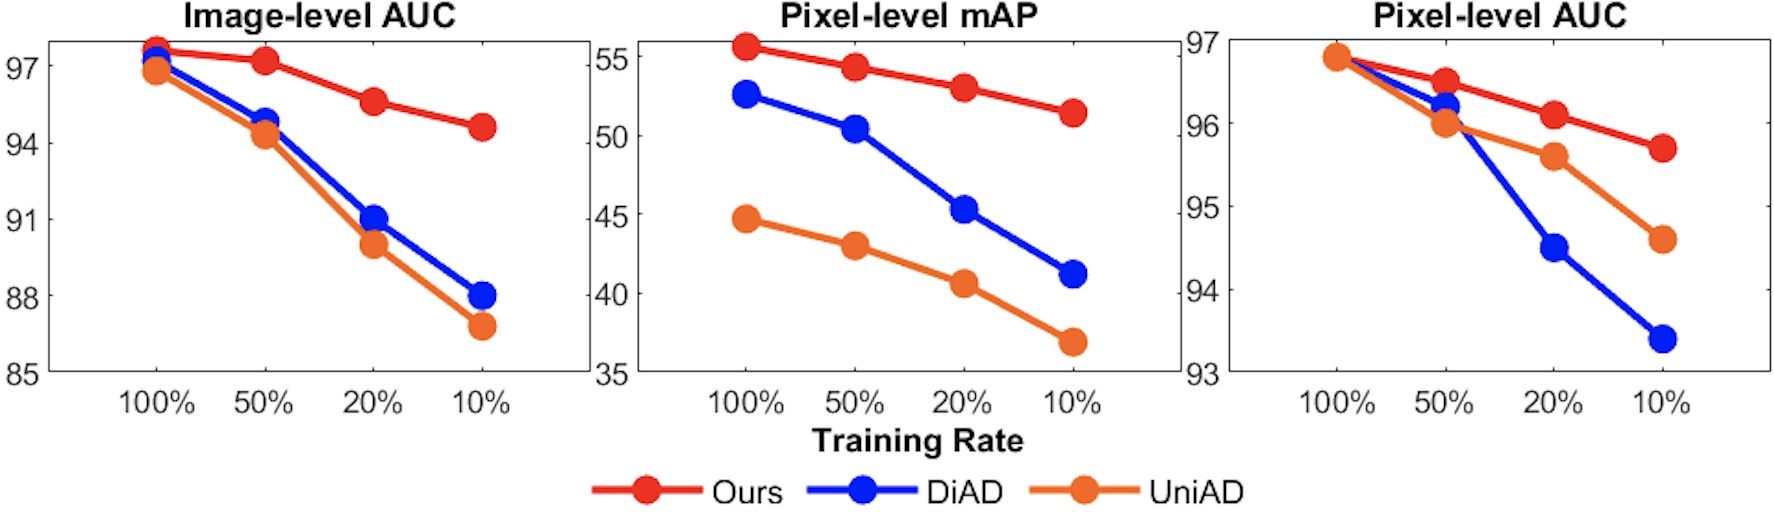 Image-level AUC
97
94
91
88
85
100% 50% 20% 10%
Pixel-level mAP
55
50
45
40
35
100% 50% 20% 10%
Pixel-level AUC
97
96
95
94
93
100% 50% 20% 10%
Training Rate
Ours DiAD UniAD